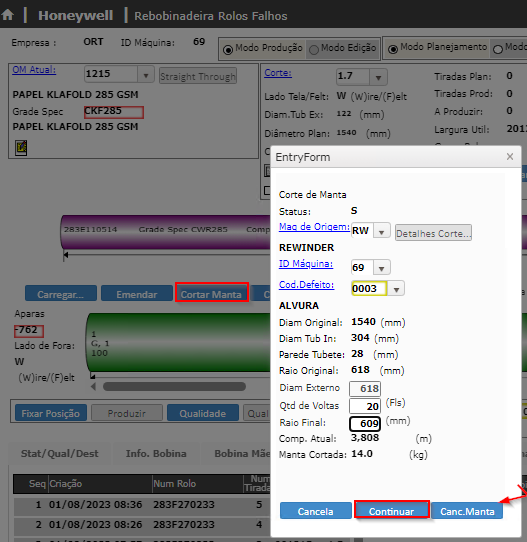 Honeywell | Rebobinadeira Rolos Falhos
Empresa : ORT ID Máquina: 69 Modo Produção Modo Edição Modo Planejamento Modo
OM Atual: 1215 Straight Through
PAPEL KLAFOLD 285 GSM
Grade Spec CKF285
PAPEL KLAFOLD 285 GSM
Corte: 1.7
Lado Tela/Felt: W (W)ire/(F)elt
Diam.Tub Ex: 122 (mm)
Diâmetro Plan: 1540 (mm)
Tiradas Plan: 0
Tiradas Prod: 0
A Produzir: 0
Largura Util: 201
283E110514 Grade Spec CWR285 Comp
Carregar... Emendar Cortar Manta
Aparas
-762
Lado de Fora:
W
(W)ire/(F)elt
1
G, 1
100
Fixar Posição Produzir Qualidade Qual
Stat/Qual/Dest Info. Bobina Bobina Mãe
Seq Criação Num Rolo Num Tirada
1 01/08/2023 08:36 283F270233 5
2 01/08/2023 08:26 283F270233 4
EntryForm ×
Corte de Manta
Status: S
Maq de Origem: RW Detalhes Corte...
REWINDER
ID Máquina: 69
Cod.Defeito: 0003
ALVURA
Diam Original: 1540 (mm)
Diam Tub In: 304 (mm)
Parede Tubete: 28 (mm)
Raio Original: 618 (mm)
Diam Externo 618
Qtd de Voltas 20 (Fls)
Raio Final: 609 (mm)
Comp. Atual: 3,808 (m)
Manta Cortada: 14.0 (kg)
Cancela Continuar Canc.Manta